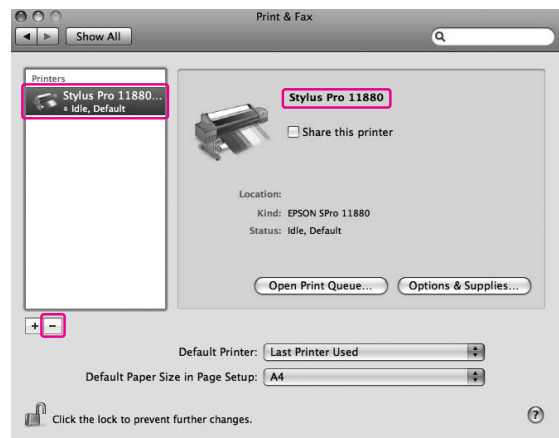 Print & Fax
Show All
Printers
Stylus Pro 11880...
Idle, Default
Stylus Pro 11880
Share this printer
Location:
Kind: EPSON SPro 11880
Status: Idle, Default
Open Print Queue...
Options & Supplies...
+ −
Default Printer: Last Printer Used
Default Paper Size in Page Setup: A4
Click the lock to prevent further changes.
?